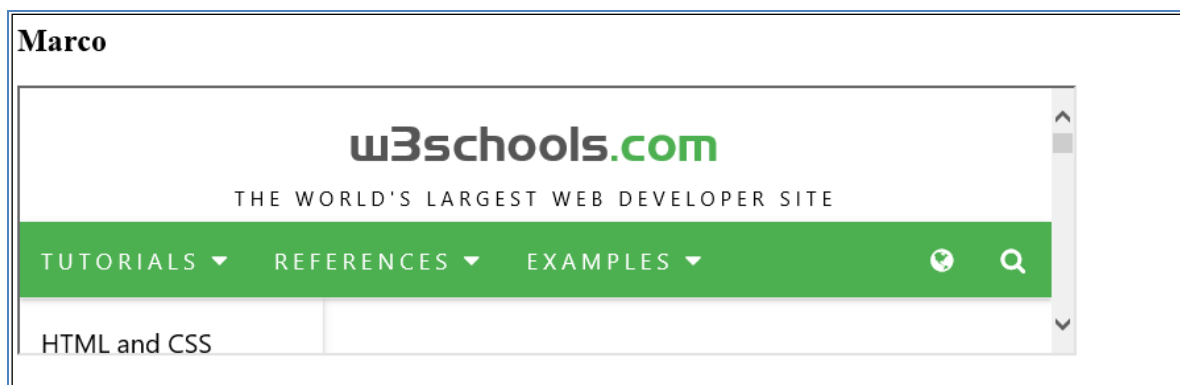 Marco
w3schools.com
THE WORLD'S LARGEST WEB DEVELOPER SITE
TUTORIALS REFERENCES EXAMPLES
HTML and CSS